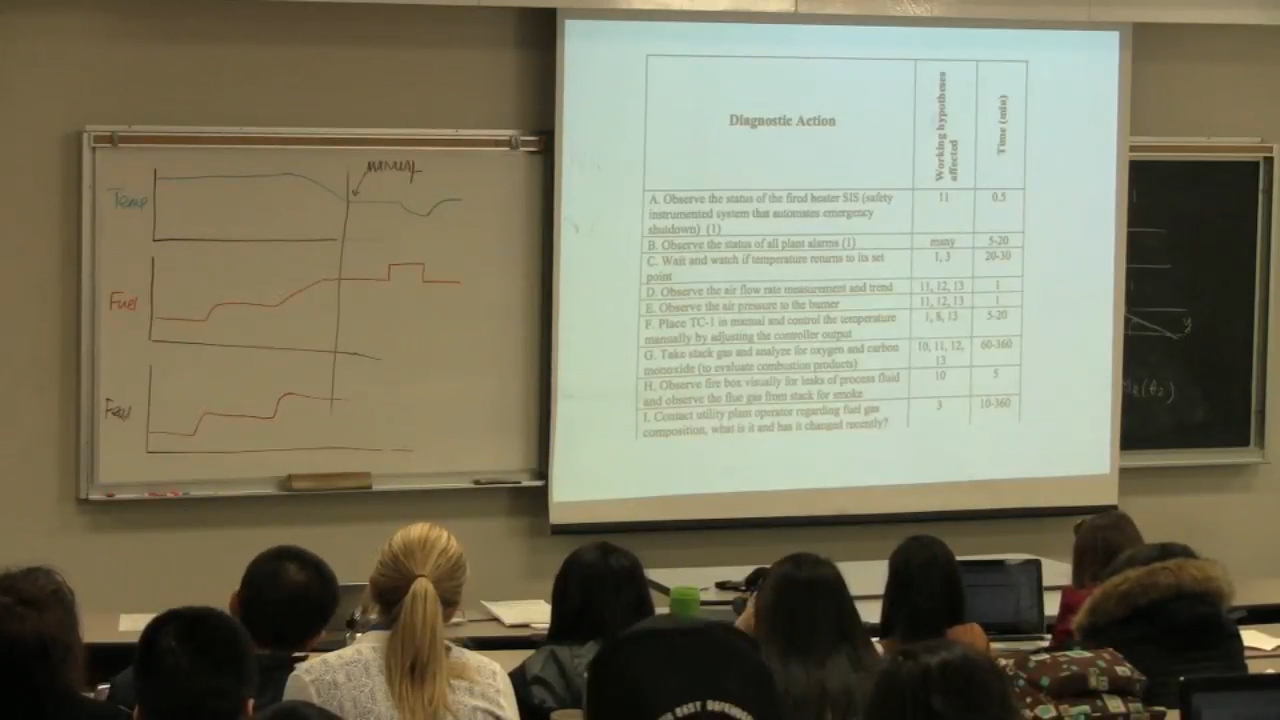 MANUAL
Temp
Fuel
Feed
Diagnostic Action
Working hypotheses
affected
Time (min)
A. Observe the status of the fired heater SIS (safety
instrumented system that automates emergency
shutdown) (1)
11
0.5
B. Observe the status of all plant alarms (1)
many
5-20
C. Wait and watch if temperature returns to its set
point
1, 3
20-30
D. Observe the air flow rate measurement and trend
11, 12, 13
1
E. Observe the air pressure to the burner
11, 12, 13
1
F. Place TC-1 in manual and control the temperature
manually by adjusting the controller output
1, 8, 13
5-20
G. Take stack gas and analyze for oxygen and carbon
monoxide (to evaluate combustion products)
10, 11, 12,
13
60-360
H. Observe fire box visually for leaks of process fluid
and observe the flue gas from stack for smoke
10
5
I. Contact utility plant operator regarding fuel gas
composition, what is it and has it changed recently?
3
10-360
y